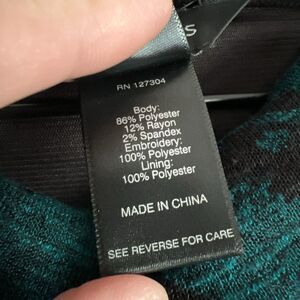 S
RN 127304
Body:
86% Polyester
12% Rayon
2% Spandex
Embroidery:
100% Polyester
Lining:
100% Polyester
MADE IN CHINA
SEE REVERSE FOR CARE